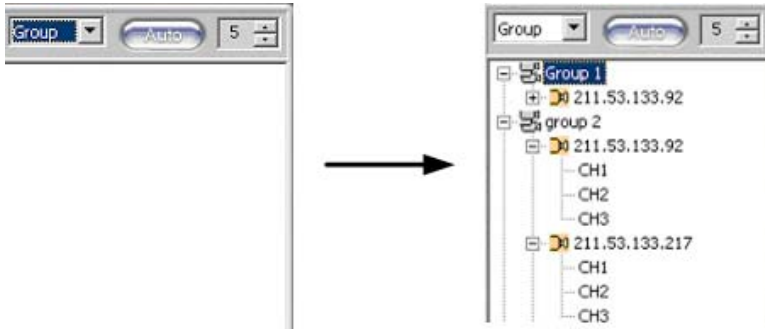 Group Auto 5
Group Auto 5
Group 1
211.53.133.92
group 2
211.53.133.92
CH1
CH2
CH3
211.53.133.217
CH1
CH2
CH3